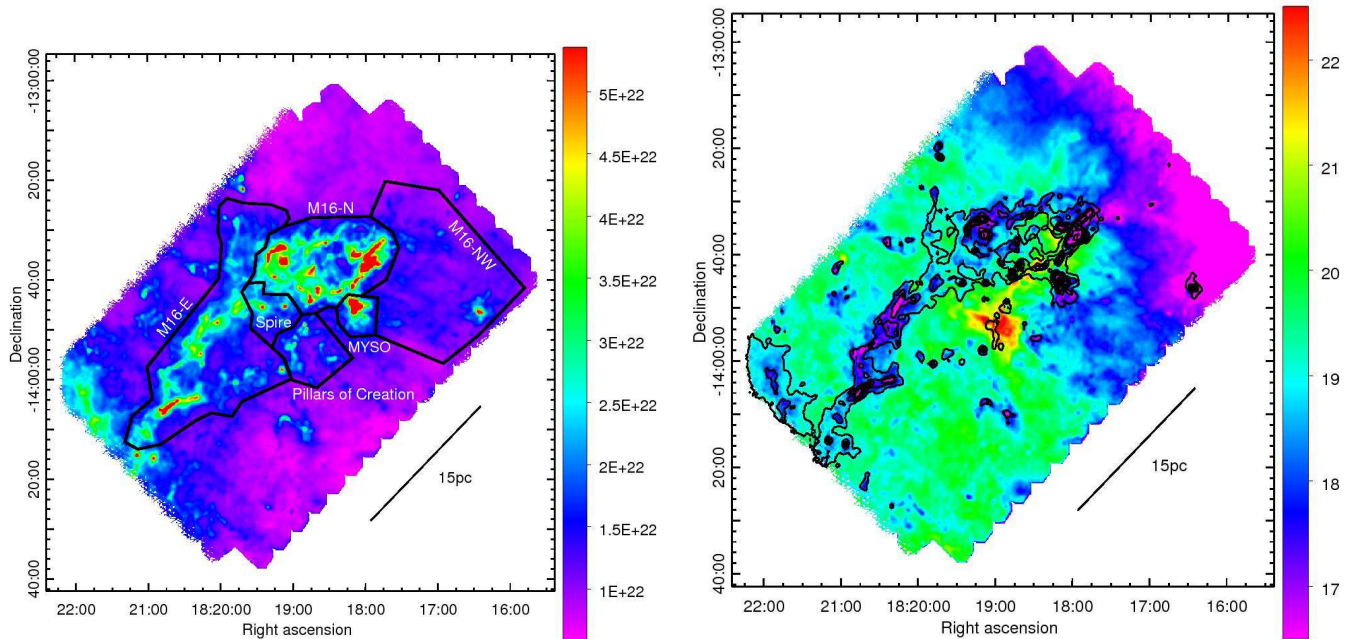 -13:00:00
20:00
40:00
-14:00:00
20:00
40:00
Declination
22:00
21:00
18:20:00
19:00
18:00
17:00
16:00
Right ascension
M16-N
M16-NW
M16-E
Spire
MYSO
Pillars of Creation
15pc
5E+22
4.5E+22
4E+22
3.5E+22
3E+22
2.5E+22
2E+22
1.5E+22
1E+22
-13:00:00
20:00
40:00
-14:00:00
20:00
40:00
Declination
22:00
21:00
18:20:00
19:00
18:00
17:00
16:00
Right ascension
15pc
22
21
20
19
18
17